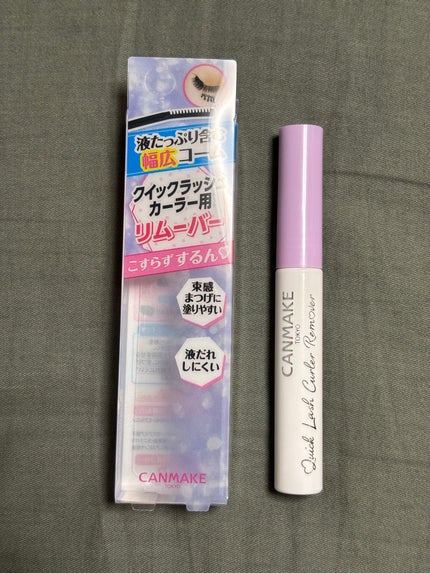 液たっぷり含む
幅広コーム
クイックラッシュ
カーラー用
リムーバー
こすらずするん
束感
まつげに
塗りやすい
液だれ
しにくい
CANMAKE
TOKYO
CANMAKE
TOKYO
Quick Lash Curler Remover